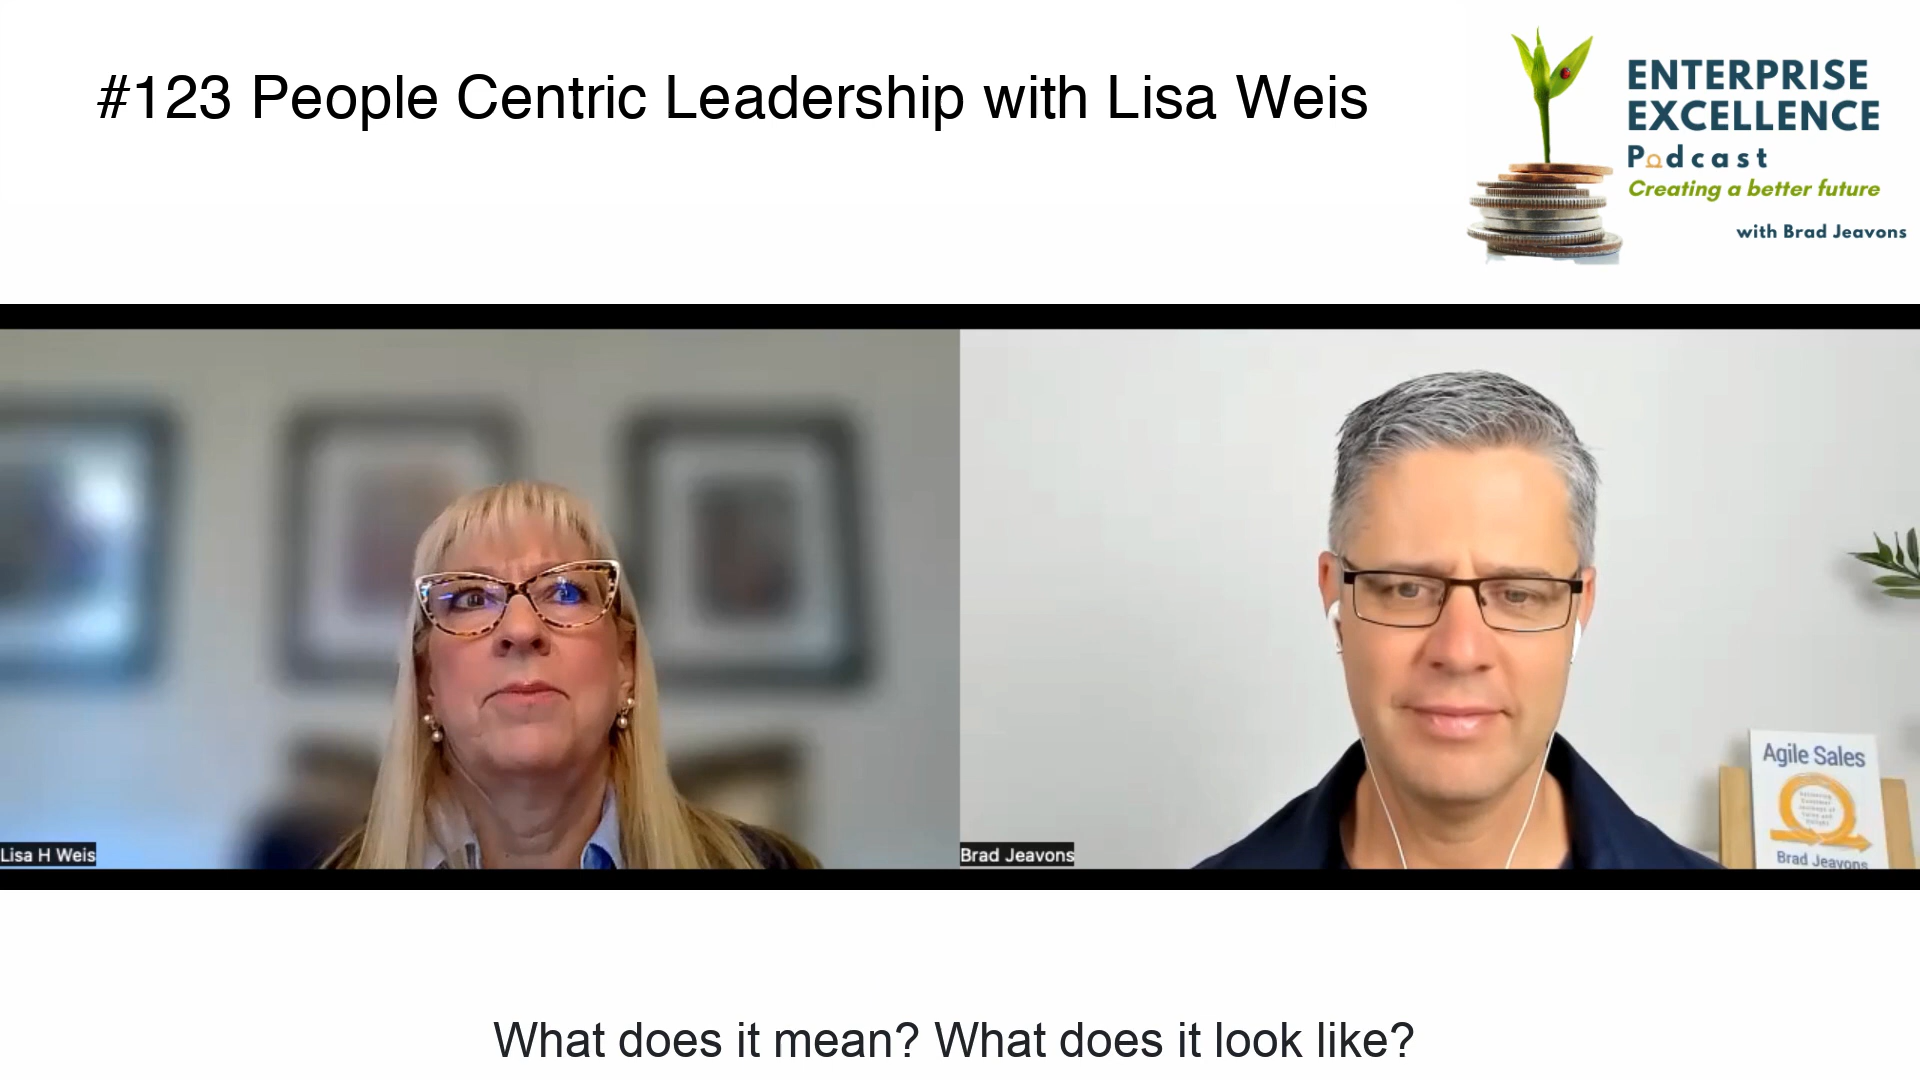 #123 People Centric Leadership with Lisa Weis
ENTERPRISE
EXCELLENCE
Podcast
Creating a better future
with Brad Jeavons
Lisa H Weis
Brad Jeavons
Agile Sales
Brad Jeavons
What does it mean? What does it look like?